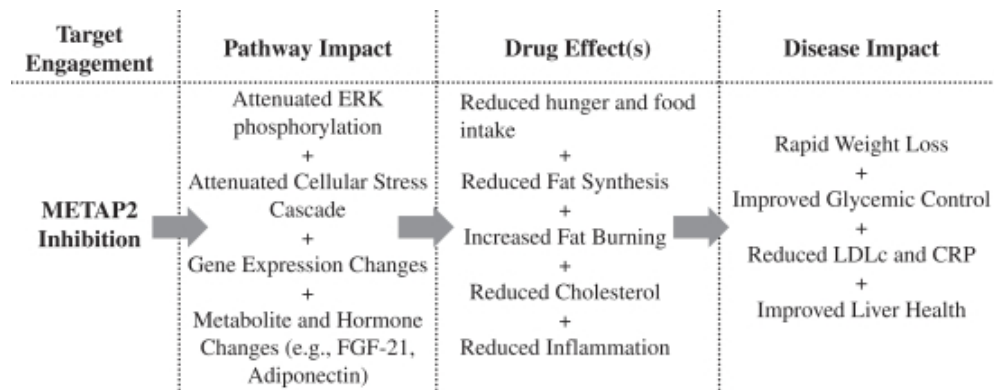 Target
Engagement
Pathway Impact
Drug Effect(s)
Disease Impact
METAP2
Inhibition
Attenuated ERK
phosphorylation
+
Attenuated Cellular Stress
Cascade
+
Gene Expression Changes
+
Metabolite and Hormone
Changes (e.g., FGF-21,
Adiponectin)
Reduced hunger and food
intake
+
Reduced Fat Synthesis
+
Increased Fat Burning
+
Reduced Cholesterol
+
Reduced Inflammation
Rapid Weight Loss
+
Improved Glycemic Control
+
Reduced LDLc and CRP
+
Improved Liver Health